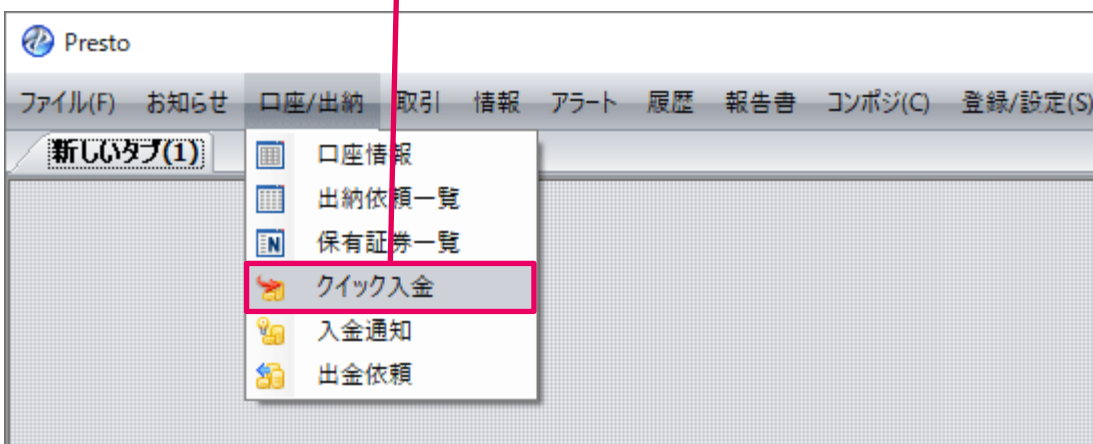 Presto
ファイル(F) お知らせ 口座/出納 取引 情報 アラート 履歴 報告書 コンポジ(C) 登録/設定(S)
新しいタブ(1)
口座情報
出納依頼一覧
保有証券一覧
クイック入金
入金通知
出金依頼